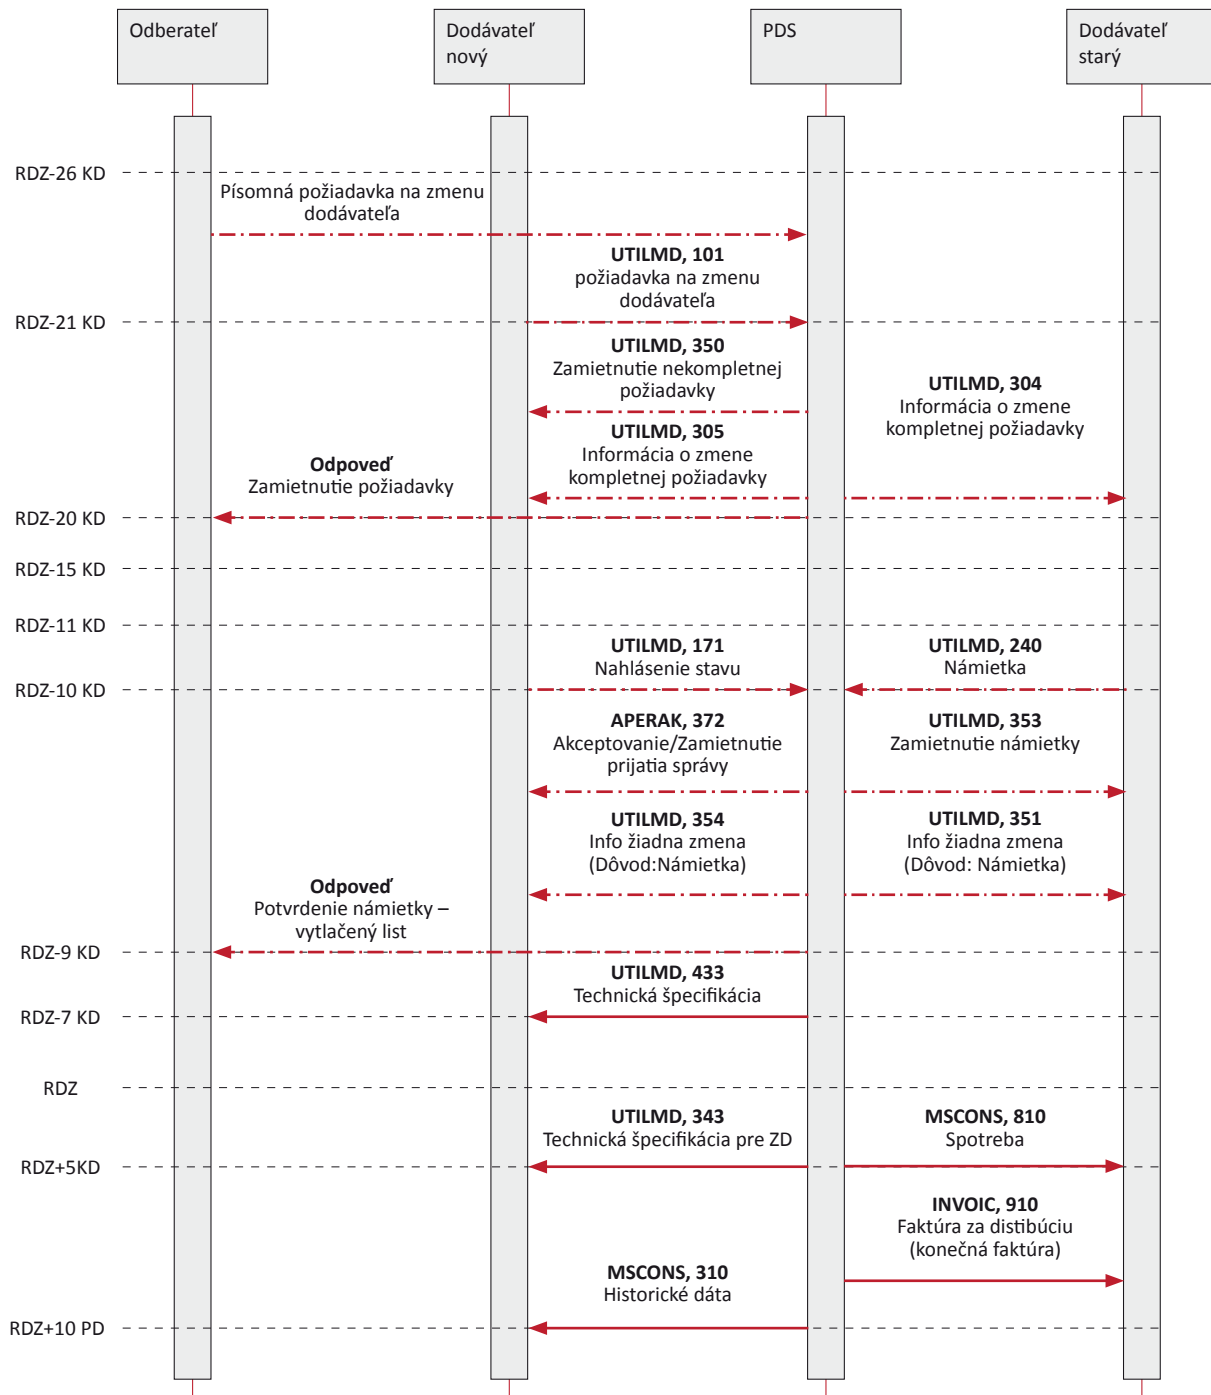 Odberateľ
Dodávateľ
nový
PDS
Dodávateľ
starý
RDZ-26 KD
Písomná požiadavka na zmenu
dodávateľa
UTILMD, 101
požiadavka na zmenu
dodávateľa
RDZ-21 KD
UTILMD, 350
Zamietnutie nekompletnej
požiadavky
UTILMD, 304
Informácia o zmene
kompletnej požiadavky
UTILMD, 305
Informácia o zmene
kompletnej požiadavky
Odpoveď
Zamietnutie požiadavky
RDZ-20 KD
RDZ-15 KD
RDZ-11 KD
UTILMD, 171
Nahlásenie stavu
UTILMD, 240
Námietka
RDZ-10 KD
APERAK, 372
Akceptovanie/Zamietnutie
prijatia správy
UTILMD, 353
Zamietnutie námietky
UTILMD, 354
Info žiadna zmena
(Dôvod:Námietka)
UTILMD, 351
Info žiadna zmena
(Dôvod: Námietka)
Odpoveď
Potvrdenie námietky –
vytlačený list
RDZ-9 KD
UTILMD, 433
Technická špecifikácia
RDZ-7 KD
RDZ
UTILMD, 343
Technická špecifikácia pre ZD
MSCONS, 810
Spotreba
RDZ+5KD
INVOIC, 910
Faktúra za distibúciu
(konečná faktúra)
MSCONS, 310
Historické dáta
RDZ+10 PD